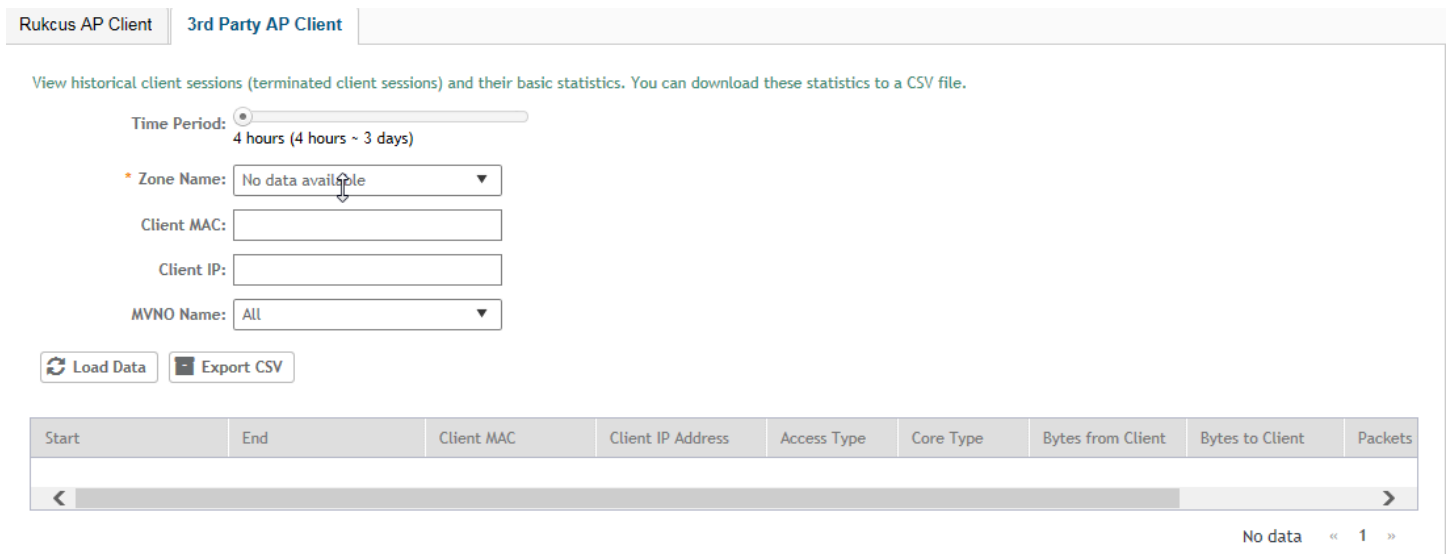 Rukcus AP Client 3rd Party AP Client
View historical client sessions (terminated client sessions) and their basic statistics. You can download these statistics to a CSV file.
Time Period:
4 hours (4 hours ~ 3 days)
* Zone Name: No data available
Client MAC:
Client IP:
MVNO Name: All
Load Data Export CSV
Start End Client MAC Client IP Address Access Type Core Type Bytes from Client Bytes to Client Packets
No data « 1 »